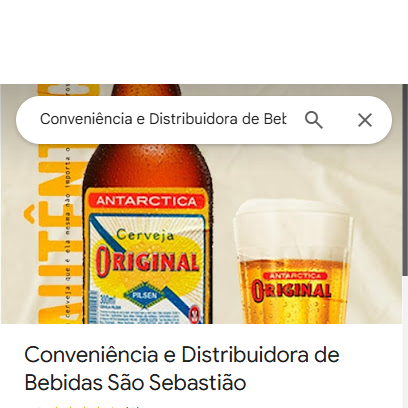 Conveniência e Distribuidora de Beb
AUTÊNTIC
Cerveja que é ela mesma não importa o
ANTARCTICA
Cerveja
ORIGINAL
300ml
PILSEN
ANTARCTICA
ORIGINAL
Conveniência e Distribuidora de
Bebidas São Sebastião